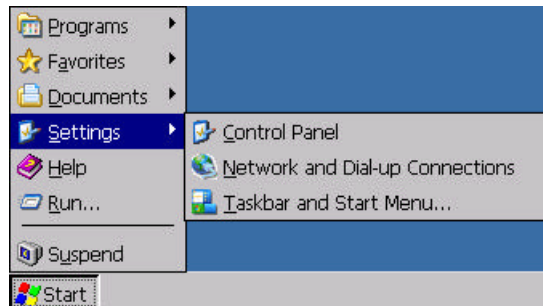 Programs
Favorites
Documents
Settings
Control Panel
Help
Network and Dial-up Connections
Run...
Taskbar and Start Menu...
Suspend
Start